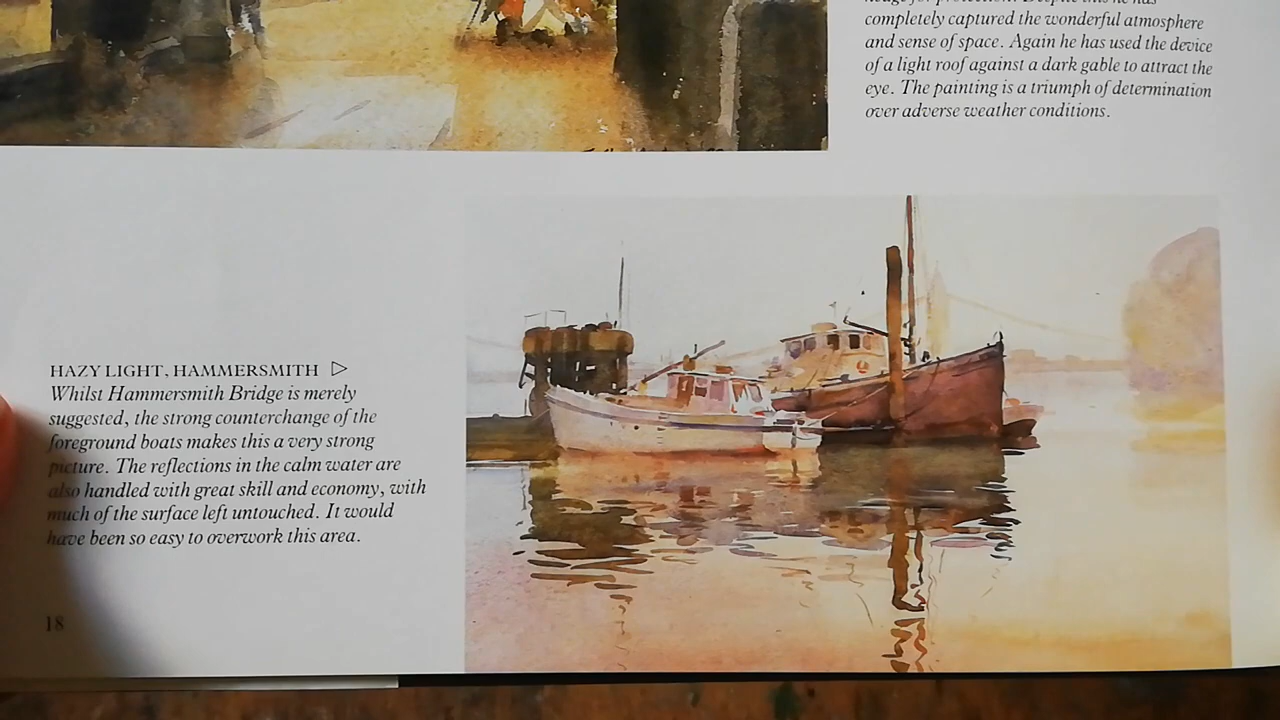 completely captured the wonderful atmosphere
and sense of space. Again he has used the device
of a light roof against a dark gable to attract the
eye. The painting is a triumph of determination
over adverse weather conditions.
HAZY LIGHT, HAMMERSMITH
Whilst Hammersmith Bridge is merely
suggested, the strong counterchange of the
foreground boats makes this a very strong
picture. The reflections in the calm water are
also handled with great skill and economy, with
much of the surface left untouched. It would
have been so easy to overwork this area.
18